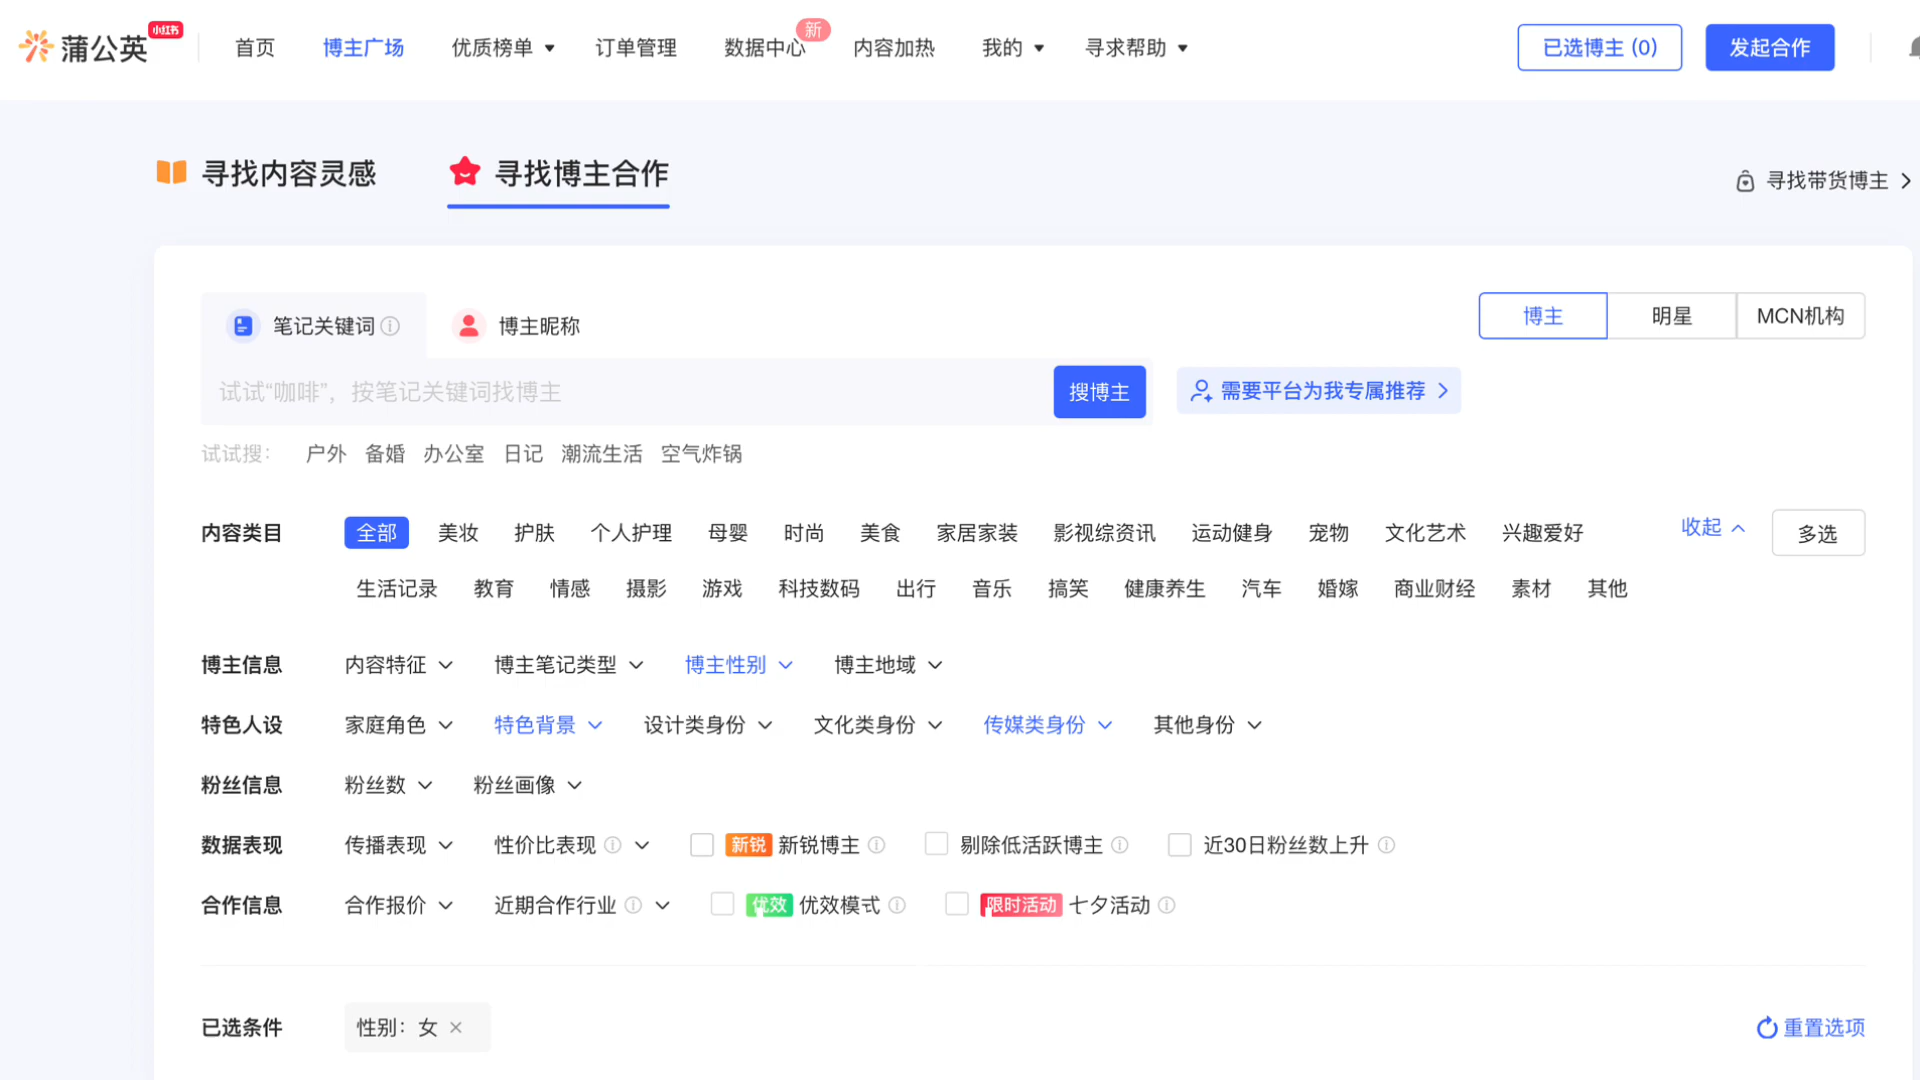 蒲公英 小红书 首页 博主广场 优质榜单 订单管理 数据中心 新 内容加热 我的 寻求帮助 已选博主 (0) 发起合作
寻找内容灵感 寻找博主合作 寻找带货博主
笔记关键词 博主昵称 博主 明星 MCN机构
试试“咖啡”，按笔记关键词找博主 搜博主 需要平台为我专属推荐
试试搜： 户外 备婚 办公室 日记 潮流生活 空气炸锅
内容类目 全部 美妆 护肤 个人护理 母婴 时尚 美食 家居家装 影视综资讯 运动健身 宠物 文化艺术 兴趣爱好 收起 多选
生活记录 教育 情感 摄影 游戏 科技数码 出行 音乐 搞笑 健康养生 汽车 婚嫁 商业财经 素材 其他
博主信息 内容特征 博主笔记类型 博主性别 博主地域
特色人设 家庭角色 特色背景 设计类身份 文化类身份 传媒类身份 其他身份
粉丝信息 粉丝数 粉丝画像
数据表现 传播表现 性价比表现 新锐 新锐博主 剔除低活跃博主 近30日粉丝数上升
合作信息 合作报价 近期合作行业 优效 优效模式 限时活动 七夕活动
已选条件 性别：女 × 重置选项